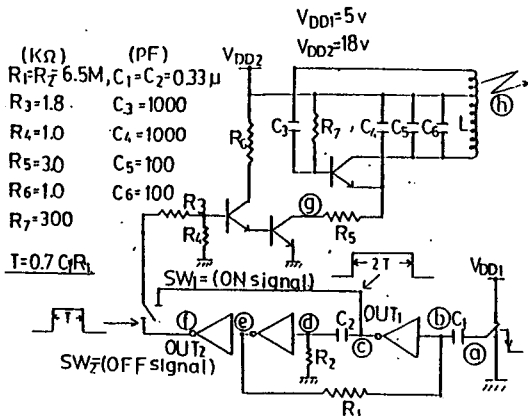 VDD1=5v
VDD2=18v
(KΩ) (PF)
R1=R2=6.5M, C1=C2=0.33μ
R3=1.8 C3=1000
R4=1.0 C4=1000
R5=3.0 C5=100
R6=1.0 C6=100
R7=300
T=0.7 C1R1
VDD2
R6
C3
R7
C4
C5
C6
L
h
R3
R4
g
R5
SW1=(ON signal)
2T
VDD1
T
f
OUT2
e
d
C2
OUT1
c
b
C1
a
R2
SW2=(OFF signal)
R1